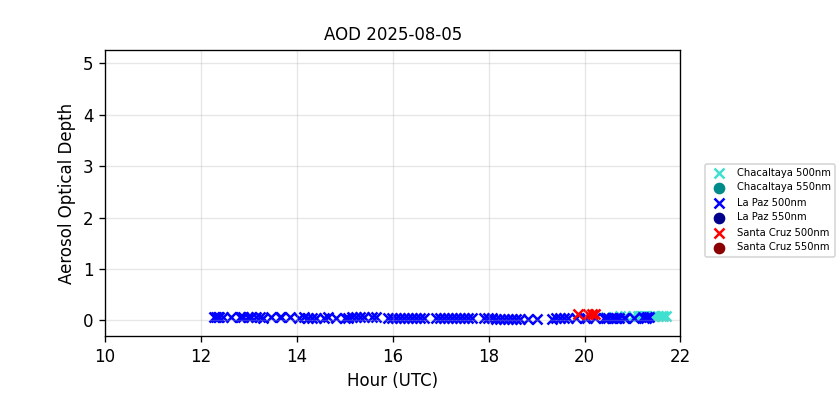 AOD 2025-08-05
Aerosol Optical Depth
5
4
3
2
1
0
10 12 14 16 18 20 22
Hour (UTC)
Chacaltaya 500nm
Chacaltaya 550nm
La Paz 500nm
La Paz 550nm
Santa Cruz 500nm
Santa Cruz 550nm